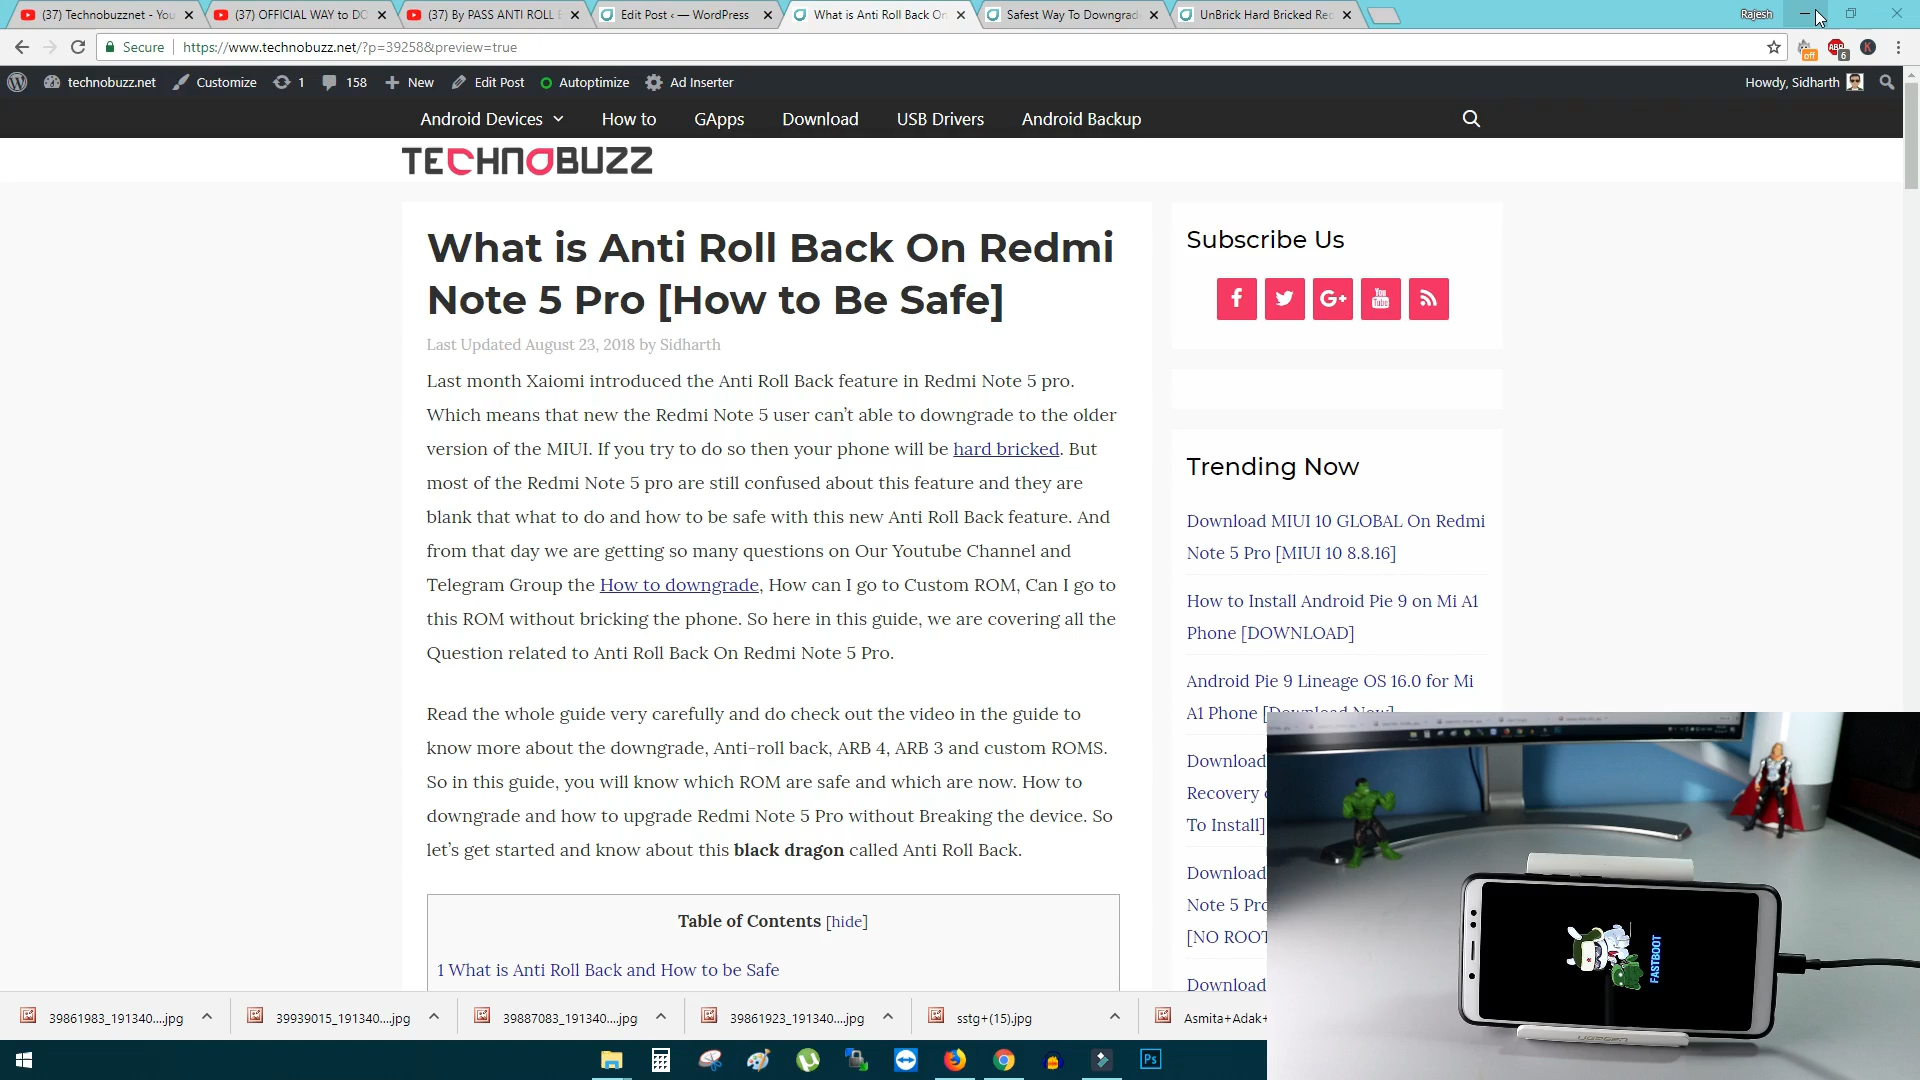 (37) Technobuzznet - You
(37) OFFICIAL WAY to DO
(37) By PASS ANTI ROLL B
Edit Post ‹ — WordPress
What is Anti Roll Back On
Safest Way To Downgrad
UnBrick Hard Bricked Red
Rajesh
Secure
https://www.technobuzz.net/?p=39258&preview=true
off
ABP
6
K
technobuzz.net
Customize
1
158
New
Edit Post
Autoptimize
Ad Inserter
Howdy, Sidharth
Android Devices
How to
GApps
Download
USB Drivers
Android Backup
TECHNOBUZZ
What is Anti Roll Back On Redmi
Note 5 Pro [How to Be Safe]
Last Updated August 23, 2018 by Sidharth
Last month Xaiomi introduced the Anti Roll Back feature in Redmi Note 5 pro.
Which means that new the Redmi Note 5 user can’t able to downgrade to the older
version of the MIUI. If you try to do so then your phone will be hard bricked. But
most of the Redmi Note 5 pro are still confused about this feature and they are
blank that what to do and how to be safe with this new Anti Roll Back feature. And
from that day we are getting so many questions on Our Youtube Channel and
Telegram Group the How to downgrade, How can I go to Custom ROM, Can I go to
this ROM without bricking the phone. So here in this guide, we are covering all the
Question related to Anti Roll Back On Redmi Note 5 Pro.
Read the whole guide very carefully and do check out the video in the guide to
know more about the downgrade, Anti-roll back, ARB 4, ARB 3 and custom ROMS.
So in this guide, you will know which ROM are safe and which are now. How to
downgrade and how to upgrade Redmi Note 5 Pro without Breaking the device. So
let’s get started and know about this black dragon called Anti Roll Back.
Table of Contents [hide]
1 What is Anti Roll Back and How to be Safe
Subscribe Us
G+
You
Tube
Trending Now
Download MIUI 10 GLOBAL On Redmi
Note 5 Pro [MIUI 10 8.8.16]
How to Install Android Pie 9 on Mi A1
Phone [DOWNLOAD]
Android Pie 9 Lineage OS 16.0 for Mi
A1 Phone [Download Now]
Download
Recovery
To Install]
Download
Note 5 Pro
[NO ROOT
Download
FASTBOOT
UGREEN
39861983_191340....jpg
39939015_191340....jpg
39887083_191340....jpg
39861923_191340....jpg
sstg+(15).jpg
Asmita+Adak+
Ps